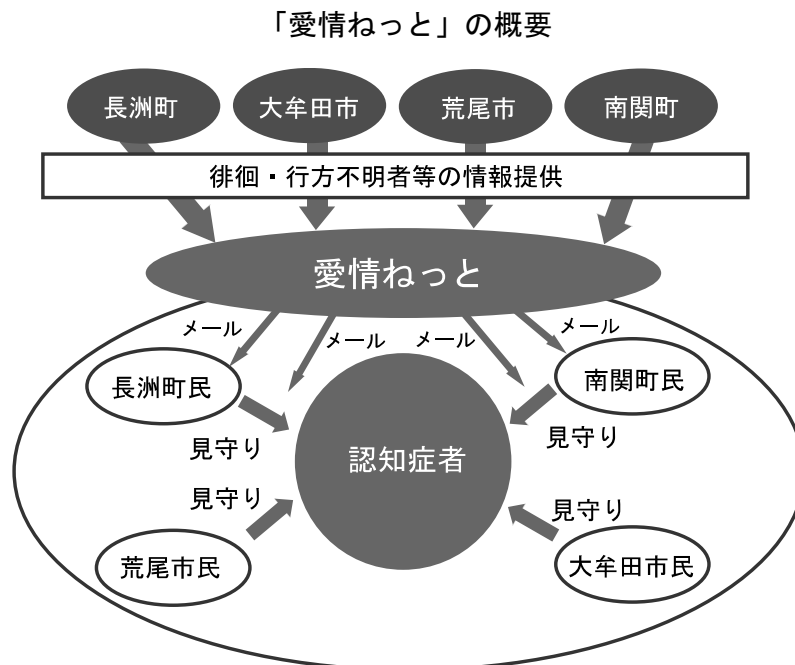 「愛情ねっと」の概要
長洲町
大牟田市
荒尾市
南関町
徘徊・行方不明者等の情報提供
愛情ねっと
メール
メール
メール
メール
長洲町民
南関町民
見守り
見守り
認知症者
見守り
見守り
荒尾市民
大牟田市民